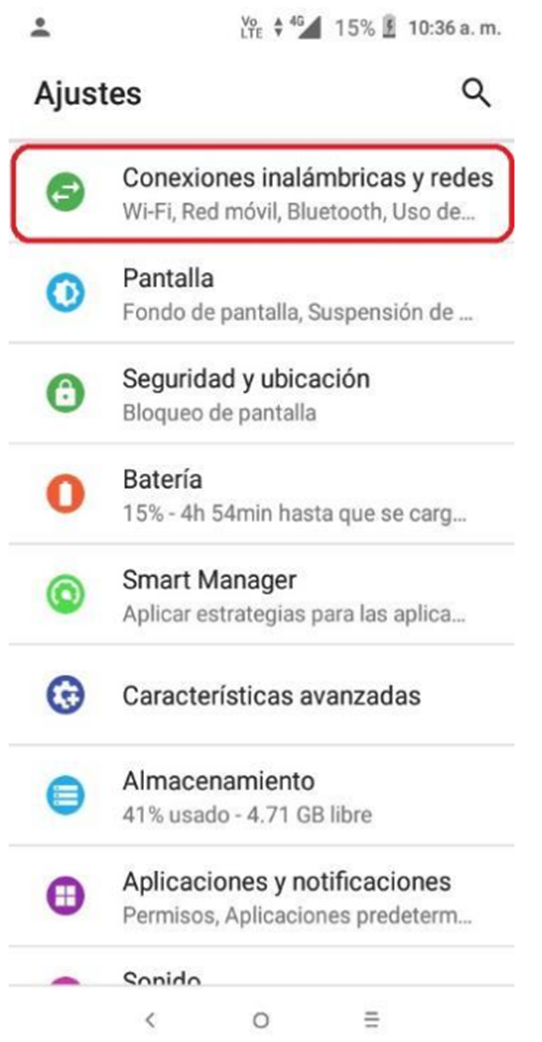 Vo LTE 4G 15% 10:36 a. m.
Ajustes
Conexiones inalámbricas y redes
Wi-Fi, Red móvil, Bluetooth, Uso de...
Pantalla
Fondo de pantalla, Suspensión de ...
Seguridad y ubicación
Bloqueo de pantalla
Batería
15% - 4h 54min hasta que se carg...
Smart Manager
Aplicar estrategias para las aplica...
Características avanzadas
Almacenamiento
41% usado - 4.71 GB libre
Aplicaciones y notificaciones
Permisos, Aplicaciones predeterm...
Sonido